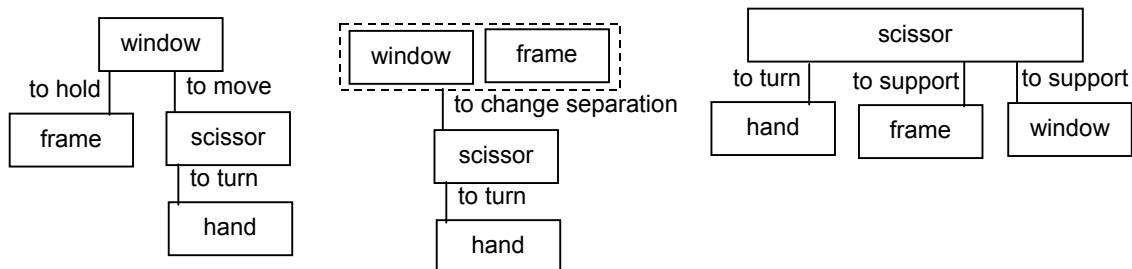 window
to hold
to move
frame
scissor
to turn
hand
window
frame
to change separation
scissor
to turn
hand
scissor
to turn
to support
to support
hand
frame
window